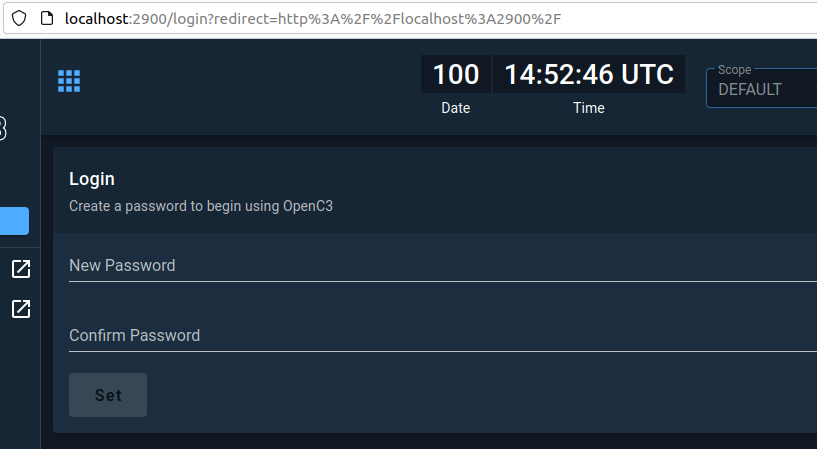 localhost:2900/login?redirect=http%3A%2F%2Flocalhost%3A2900%2F
100 14:52:46 UTC
Date Time
Scope
DEFAULT
3
Login
Create a password to begin using OpenC3
New Password
Confirm Password
Set